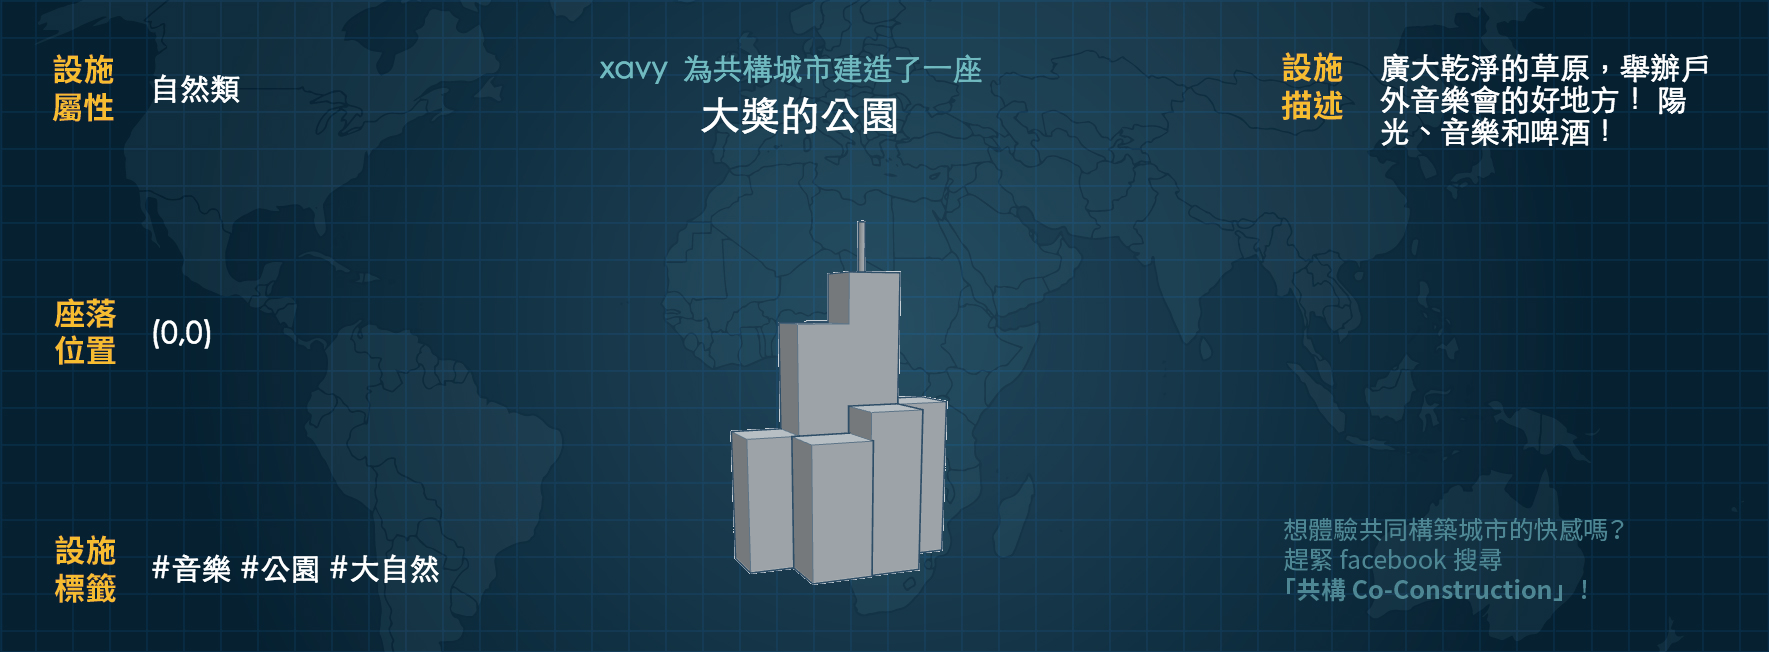 設施
屬性
自然類
xavy 為共構城市建造了一座
大獎的公園
設施
描述
廣大乾淨的草原，舉辦戶
外音樂會的好地方！ 陽
光、音樂和啤酒！
座落
位置
(0,0)
設施
標籤
#音樂 #公園 #大自然
想體驗共同構築城市的快感嗎？
趕緊 facebook 搜尋
「共構 Co-Construction」！